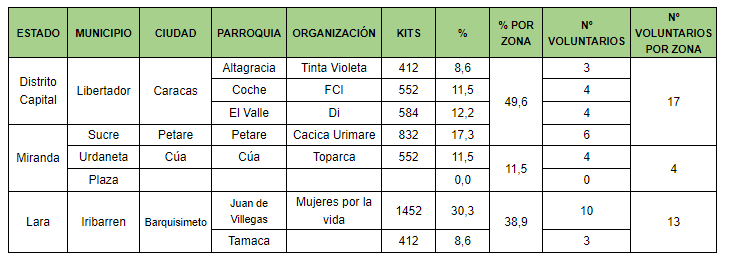 ESTADO MUNICIPIO CIUDAD PARROQUIA ORGANIZACIÓN KITS % % POR ZONA Nº VOLUNTARIOS Nº VOLUNTARIOS POR ZONA
Distrito Capital Libertador Caracas Altagracia Tinta Violeta 412 8,6 49,6 3 17
Coche FCI 552 11,5 4
El Valle Di 584 12,2 4
Miranda Sucre Petare Petare Cacica Urimare 832 17,3 6
Urdaneta Cúa Cúa Toparca 552 11,5 11,5 4 4
Plaza 0,0 0
Lara Iribarren Barquisimeto Juan de Villegas Mujeres por la vida 1452 30,3 38,9 10 13
Tamaca 412 8,6 3